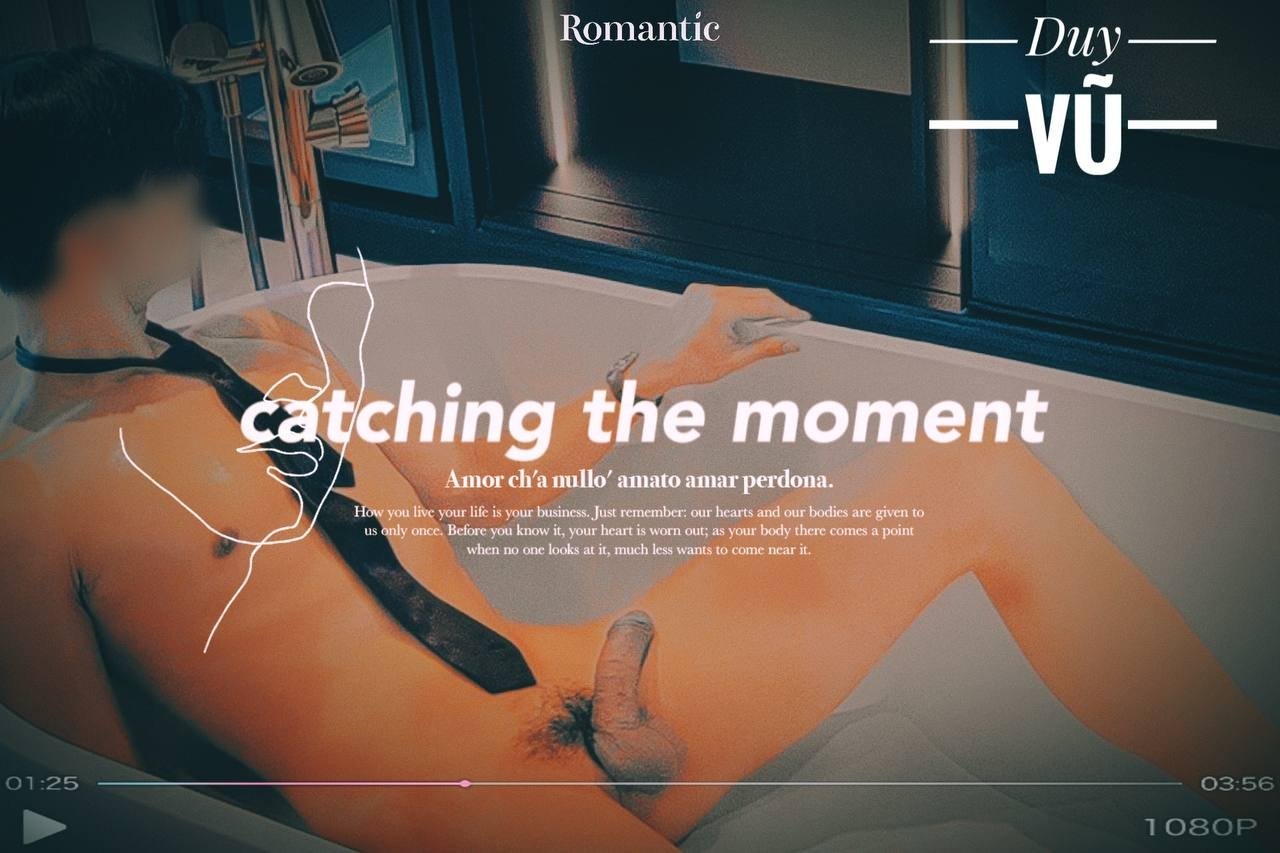 Romantic
Duy
VŨ
catching the moment
Amor ch'a nullo' amato amar perdona.
How you live your life is your business. Just remember: our hearts and our bodies are given to
us only once. Before you know it, your heart is worn out; as your body there comes a point
when no one looks at it, much less wants to come near it.
01:25
03:56
1080P